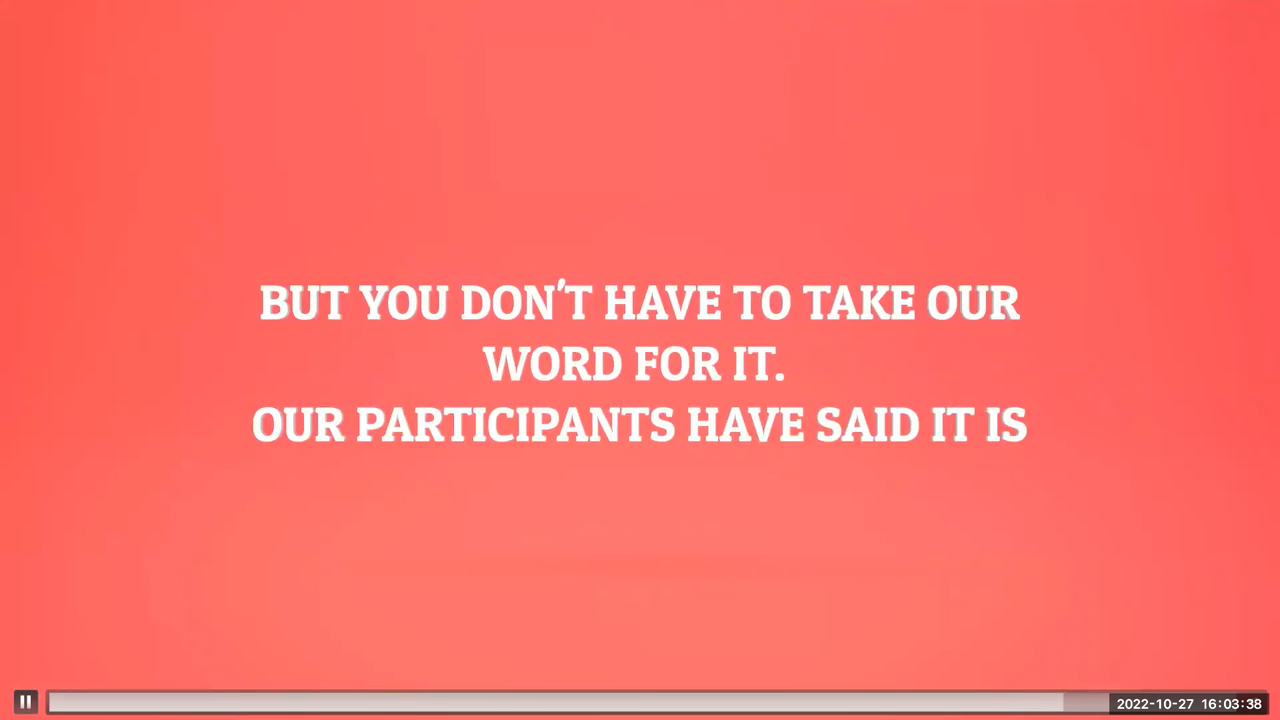 BUT YOU DON'T HAVE TO TAKE OUR
WORD FOR IT.
OUR PARTICIPANTS HAVE SAID IT IS
2022-10-27 16:03:38